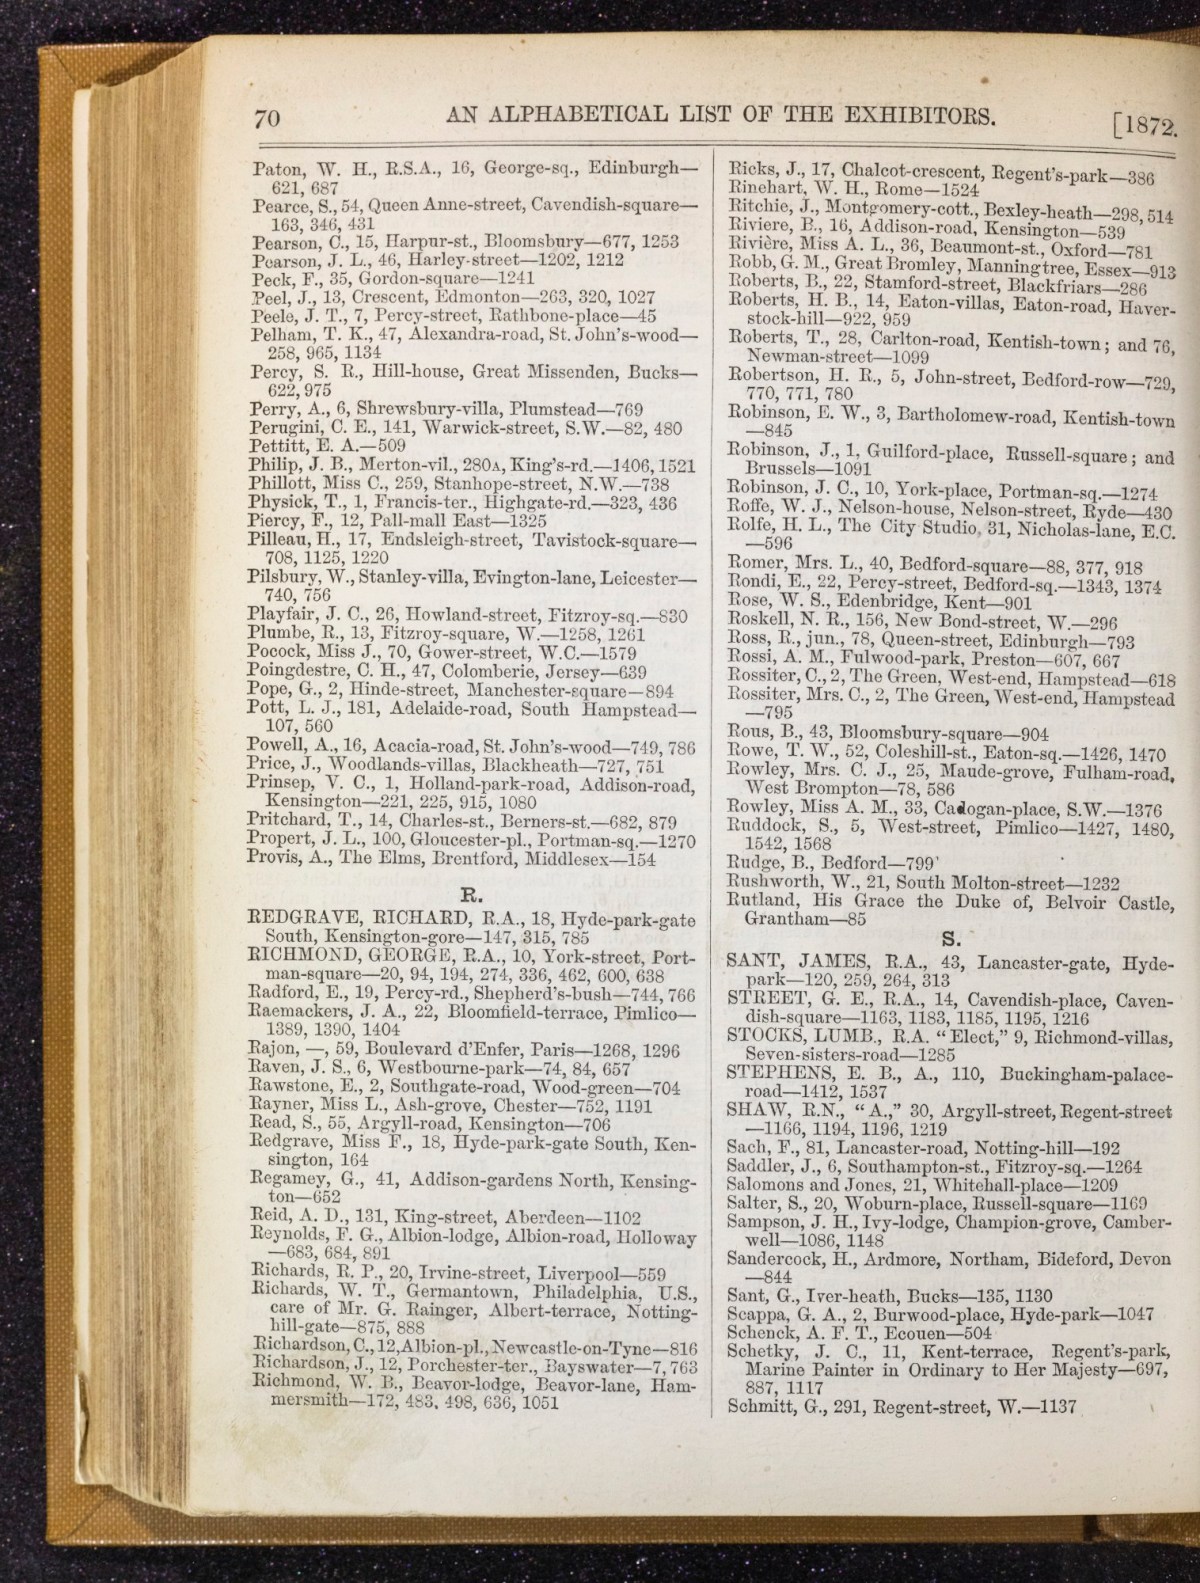 70
AN ALPHABETICAL LIST OF THE EXHIBITORS.
[1872.
Paton, W. H., R.S.A., 16, George-sq., Edinburgh—
621, 687
Pearce, S., 54, Queen Anne-street, Cavendish-square—
163, 346, 431
Pearson, C., 15, Harpur-st., Bloomsbury—677, 1253
Pearson, J. L., 46, Harley-street—1202, 1212
Peck, F., 35, Gordon-square—1241
Peel, J., 13, Crescent, Edmonton—263, 320, 1027
Peele, J. T., 7, Percy-street, Rathbone-place—45
Pelham, T. K., 47, Alexandra-road, St. John's-wood—
258, 965, 1134
Percy, S. R., Hill-house, Great Missenden, Bucks—
622, 975
Perry, A., 6, Shrewsbury-villa, Plumstead—769
Perugini, C. E., 141, Warwick-street, S.W.—82, 480
Pettitt, E. A.—509
Philip, J. B., Merton-vil., 280A, King's-rd.—1406, 1521
Phillott, Miss C., 259, Stanhope-street, N.W.—738
Physick, T., 1, Francis-ter., Highgate-rd.—323, 436
Piercy, F., 12, Pall-mall East—1325
Pilleau, H., 17, Endsleigh-street, Tavistock-square—
708, 1125, 1220
Pilsbury, W., Stanley-villa, Evington-lane, Leicester—
740, 756
Playfair, J. C., 26, Howland-street, Fitzroy-sq.—830
Plumbe, R., 13, Fitzroy-square, W.—1258, 1261
Pocock, Miss J., 70, Gower-street, W.C.—1579
Poingdestre, C. H., 47, Colomberie, Jersey—639
Pope, G., 2, Hinde-street, Manchester-square—894
Pott, L. J., 181, Adelaide-road, South Hampstead—
107, 560
Powell, A., 16, Acacia-road, St. John's-wood—749, 786
Price, J., Woodlands-villas, Blackheath—727, 751
Prinsep, V. C., 1, Holland-park-road, Addison-road,
Kensington—221, 225, 915, 1080
Pritchard, T., 14, Charles-st., Berners-st.—682, 879
Propert, J. L., 100, Gloucester-pl., Portman-sq.—1270
Provis, A., The Elms, Brentford, Middlesex—154
R.
REDGRAVE, RICHARD, R.A., 18, Hyde-park-gate
South, Kensington-gore—147, 315, 785
RICHMOND, GEORGE, R.A., 10, York-street, Port-
man-square—20, 94, 194, 274, 336, 462, 600, 638
Radford, E., 19, Percy-rd., Shepherd's-bush—744, 766
Raemackers, J. A., 22, Bloomfield-terrace, Pimlico—
1389, 1390, 1404
Rajon, —, 59, Boulevard d'Enfer, Paris—1268, 1296
Raven, J. S., 6, Westbourne-park—74, 84, 657
Rawstone, E., 2, Southgate-road, Wood-green—704
Rayner, Miss L., Ash-grove, Chester—752, 1191
Read, S., 55, Argyll-road, Kensington—706
Redgrave, Miss F., 18, Hyde-park-gate South, Ken-
sington, 164
Regamey, G., 41, Addison-gardens North, Kensing-
ton—652
Reid, A. D., 131, King-street, Aberdeen—1102
Reynolds, F. G., Albion-lodge, Albion-road, Holloway
—683, 684, 891
Richards, R. P., 20, Irvine-street, Liverpool—559
Richards, W. T., Germantown, Philadelphia, U.S.,
care of Mr. G. Rainger, Albert-terrace, Notting-
hill-gate—875, 888
Richardson, C., 12, Albion-pl., Newcastle-on-Tyne—816
Richardson, J., 12, Porchester-ter., Bayswater—7, 763
Richmond, W. B., Beavor-lodge, Beavor-lane, Ham-
mersmith—172, 483, 498, 636, 1051
Ricks, J., 17, Chalcot-crescent, Regent's-park—386
Rinehart, W. H., Rome—1524
Ritchie, J., Montgomery-cott., Bexley-heath—298, 514
Riviere, B., 16, Addison-road, Kensington—539
Rivière, Miss A. L., 36, Beaumont-st., Oxford—781
Robb, G. M., Great Bromley, Manningtree, Essex—913
Roberts, B., 22, Stamford-street, Blackfriars—286
Roberts, H. B., 14, Eaton-villas, Eaton-road, Haver-
stock-hill—922, 959
Roberts, T., 28, Carlton-road, Kentish-town; and 76,
Newman-street—1099
Robertson, H. R., 5, John-street, Bedford-row—729,
770, 771, 780
Robinson, E. W., 3, Bartholomew-road, Kentish-town
—845
Robinson, J., 1, Guilford-place, Russell-square; and
Brussels—1091
Robinson, J. C., 10, York-place, Portman-sq.—1274
Roffe, W. J., Nelson-house, Nelson-street, Ryde—430
Rolfe, H. L., The City Studio, 31, Nicholas-lane, E.C.
—596
Romer, Mrs. L., 40, Bedford-square—88, 377, 918
Rondi, E., 22, Percy-street, Bedford-sq.—1343, 1374
Rose, W. S., Edenbridge, Kent—901
Roskell, N. R., 156, New Bond-street, W.—296
Ross, R., jun., 78, Queen-street, Edinburgh—793
Rossi, A. M., Fulwood-park, Preston—607, 667
Rossiter, C., 2, The Green, West-end, Hampstead—618
Rossiter, Mrs. C., 2, The Green, West-end, Hampstead
—795
Rous, B., 43, Bloomsbury-square—904
Rowe, T. W., 52, Coleshill-st., Eaton-sq.—1426, 1470
Rowley, Mrs. C. J., 25, Maude-grove, Fulham-road,
West Brompton—78, 586
Rowley, Miss A. M., 33, Cadogan-place, S.W.—1376
Ruddock, S., 5, West-street, Pimlico—1427, 1480,
1542, 1568
Rudge, B., Bedford—799
Rushworth, W., 21, South Molton-street—1232
Rutland, His Grace the Duke of, Belvoir Castle,
Grantham—85
S.
SANT, JAMES, R.A., 43, Lancaster-gate, Hyde-
park—120, 259, 264, 313
STREET, G. E., R.A., 14, Cavendish-place, Caven-
dish-square—1163, 1183, 1185, 1195, 1216
STOCKS, LUMB., R.A. "Elect," 9, Richmond-villas,
Seven-sisters-road—1285
STEPHENS, E. B., A., 110, Buckingham-palace-
road—1412, 1537
SHAW, R.N., "A.," 30, Argyll-street, Regent-street
—1166, 1194, 1196, 1219
Sach, F., 81, Lancaster-road, Notting-hill—192
Saddler, J., 6, Southampton-st., Fitzroy-sq.—1264
Salomons and Jones, 21, Whitehall-place—1209
Salter, S., 20, Woburn-place, Russell-square—1169
Sampson, J. H., Ivy-lodge, Champion-grove, Camber-
well—1086, 1148
Sandercock, H., Ardmore, Northam, Bideford, Devon
—844
Sant, G., Iver-heath, Bucks—135, 1130
Scappa, G. A., 2, Burwood-place, Hyde-park—1047
Schenck, A. F. T., Ecouen—504
Schetky, J. C., 11, Kent-terrace, Regent's-park,
Marine Painter in Ordinary to Her Majesty—697,
887, 1117
Schmitt, G., 291, Regent-street, W.—1137